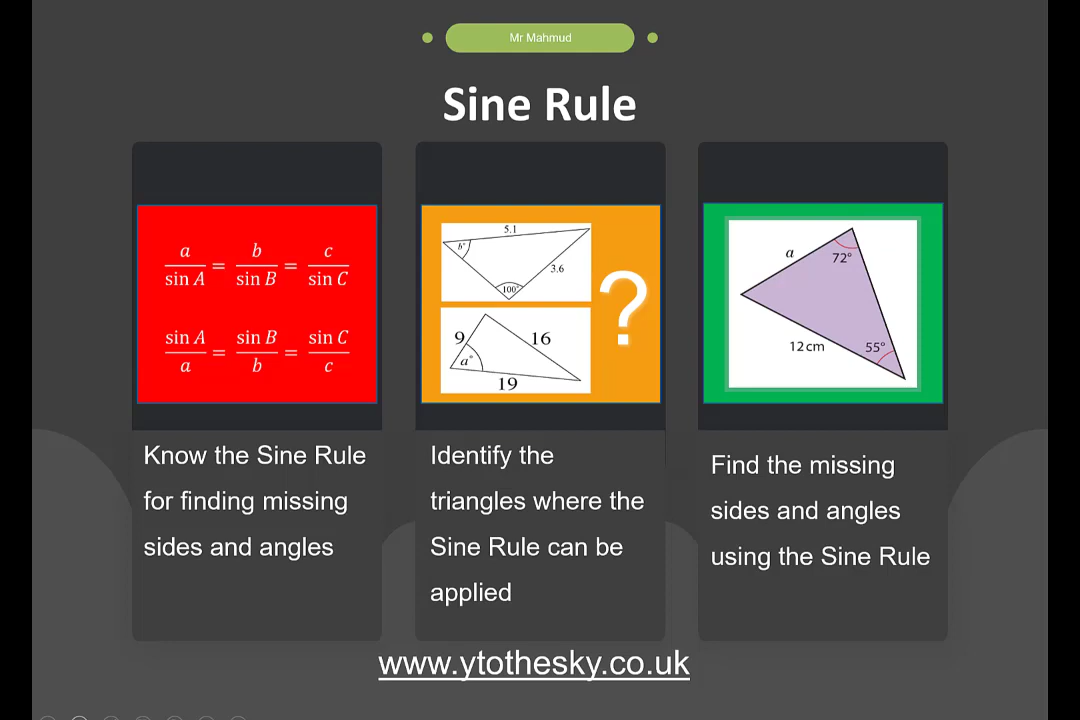 Mr Mahmud
Sine Rule
a/sin A = b/sin B = c/sin C
sin A/a = sin B/b = sin C/c
Know the Sine Rule
for finding missing
sides and angles
5.1
b°
3.6
100°
?
9
16
a°
19
Identify the
triangles where the
Sine Rule can be
applied
a
72°
12 cm
55°
Find the missing
sides and angles
using the Sine Rule
www.ytothesky.co.uk